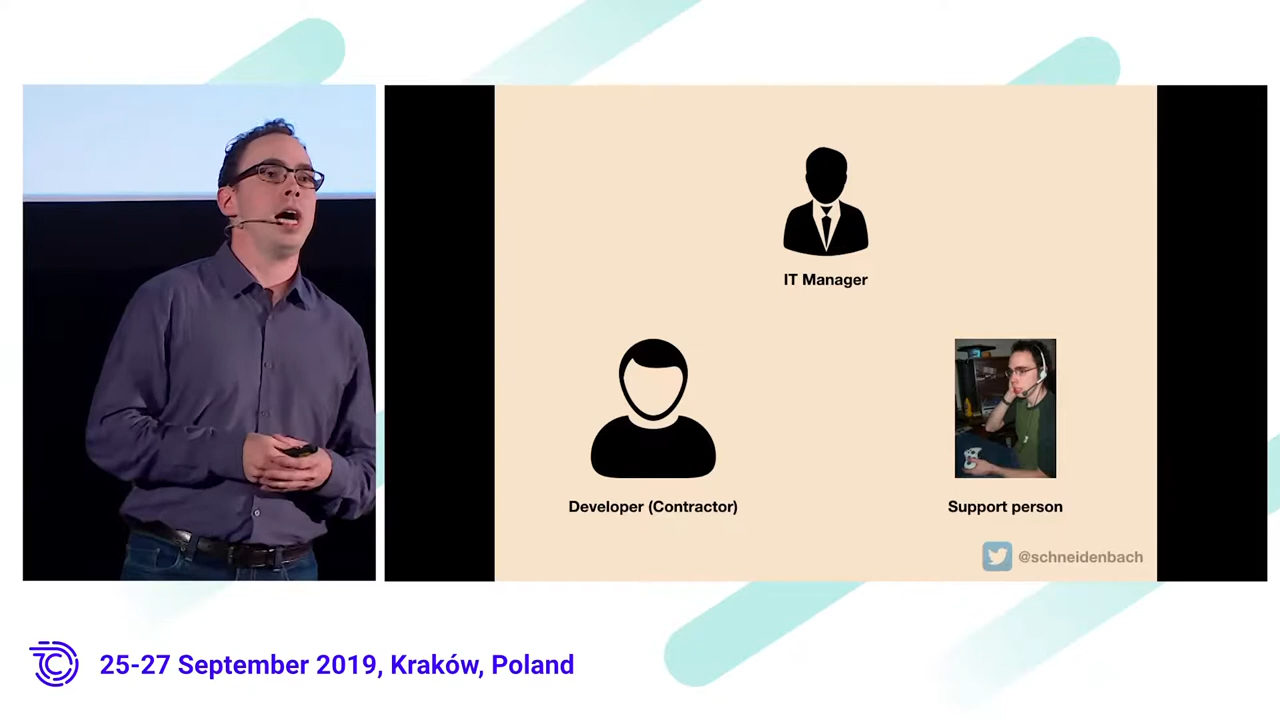 IT Manager
Developer (Contractor)
Support person
@schneidenbach
25-27 September 2019, Kraków, Poland